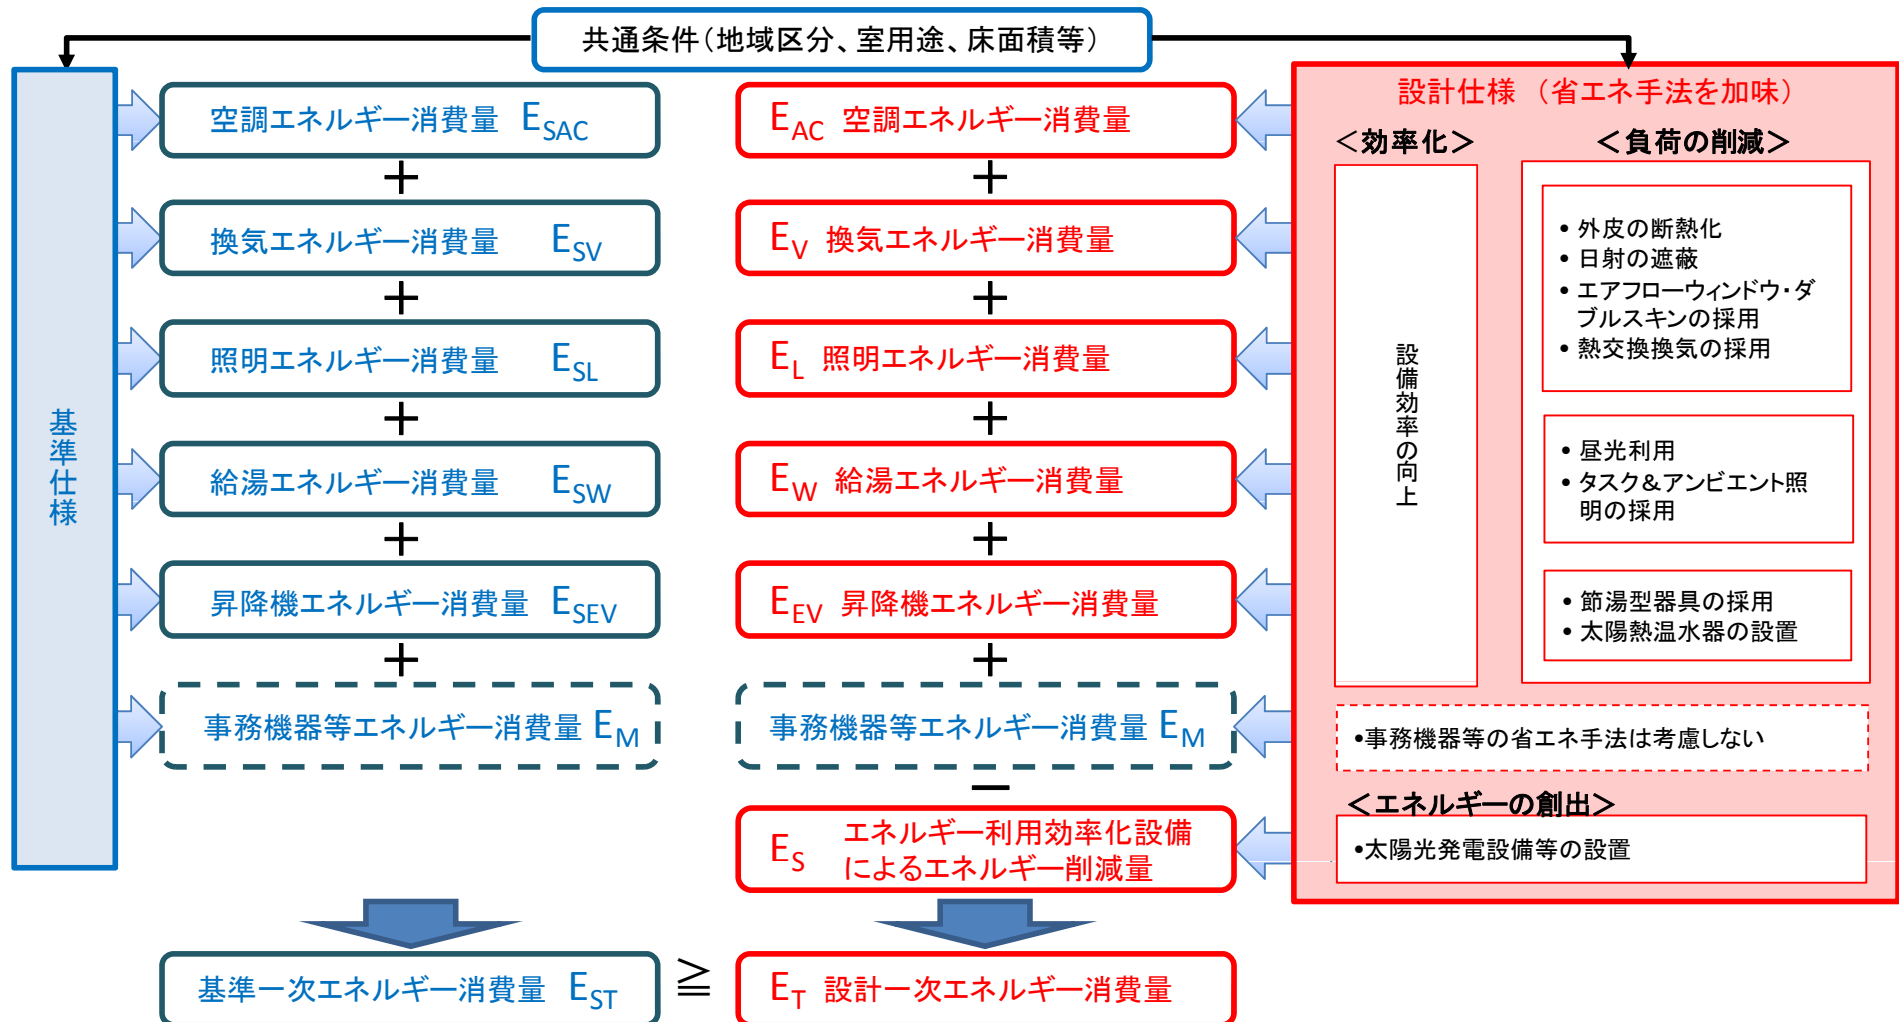 共通条件(地域区分、室用途、床面積等)
基準仕様
空調エネルギー消費量 ESAC
+
換気エネルギー消費量 ESV
+
照明エネルギー消費量 ESL
+
給湯エネルギー消費量 ESW
+
昇降機エネルギー消費量 ESEV
+
事務機器等エネルギー消費量 EM
基準一次エネルギー消費量 EST
≧
EAC 空調エネルギー消費量
+
EV 換気エネルギー消費量
+
EL 照明エネルギー消費量
+
EW 給湯エネルギー消費量
+
EEV 昇降機エネルギー消費量
+
事務機器等エネルギー消費量 EM
−
ES エネルギー利用効率化設備
によるエネルギー削減量
ET 設計一次エネルギー消費量
設計仕様 (省エネ手法を加味)
<効率化>
設備効率の向上
<負荷の削減>
• 外皮の断熱化
• 日射の遮蔽
• エアフローウィンドウ・ダ
ブルスキンの採用
• 熱交換換気の採用
• 昼光利用
• タスク&アンビエント照
明の採用
• 節湯型器具の採用
• 太陽熱温水器の設置
•事務機器等の省エネ手法は考慮しない
<エネルギーの創出>
•太陽光発電設備等の設置